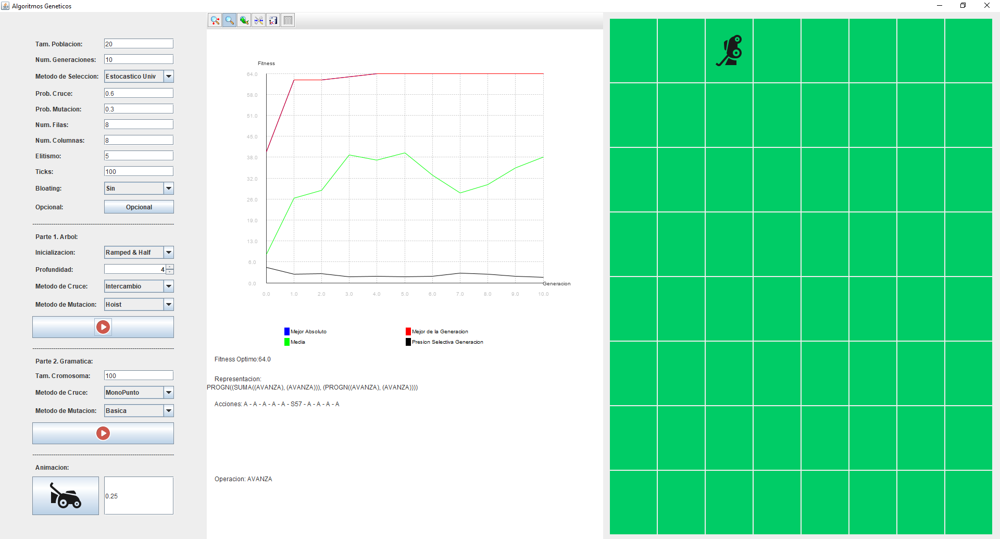 Algoritmos Geneticos
Tam. Poblacion: 20
Num. Generaciones: 10
Metodo de Seleccion: Estocastico Univ
Prob. Cruce: 0.6
Prob. Mutacion: 0.3
Num. Filas: 8
Num. Columnas: 8
Elitismo: 5
Ticks: 100
Bloating: Sin
Opcional: Opcional
Parte 1. Arbol:
Inicializacion: Ramped & Half
Profundidad: 4
Metodo de Cruce: Intercambio
Metodo de Mutacion: Hoist
Parte 2. Gramatica:
Tam. Cromosoma: 100
Metodo de Cruce: MonoPunto
Metodo de Mutacion: Basica
Animacion:
0.25
Fitness
64.0
58.0
51.0
45.0
38.0
32.0
26.0
19.0
13.0
6.0
0.0
Generacion
0.0 1.0 2.0 3.0 4.0 5.0 6.0 7.0 8.0 9.0 10.0
Mejor Absoluto Mejor de la Generacion
Media Presion Selectiva Generacion
Fitness Optimo:64.0
Representacion:
PROGN((SUMA((AVANZA), (AVANZA))), (PROGN((AVANZA), (AVANZA))))
Acciones: A - A - A - A - A - S57 - A - A - A - A
Operacion: AVANZA